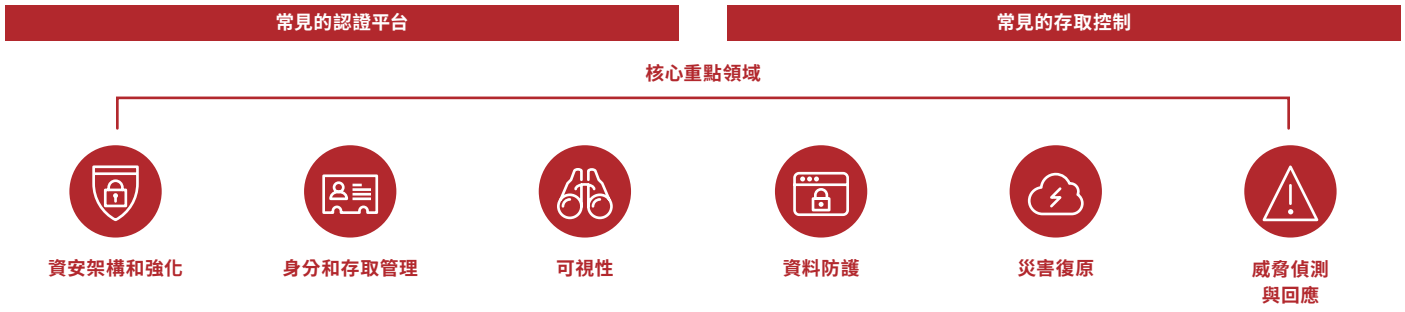 常見的認證平台
常見的存取控制
核心重點領域
資安架構和強化
身分和存取管理
可視性
資料防護
災害復原
威脅偵測
與回應